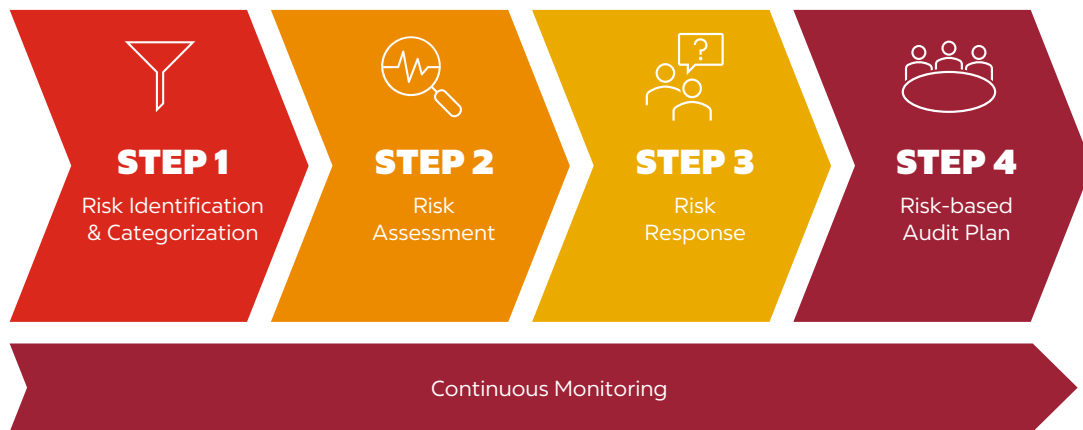 ?
STEP 1
Risk Identification
& Categorization
STEP 2
Risk
Assessment
STEP 3
Risk
Response
STEP 4
Risk-based
Audit Plan
Continuous Monitoring